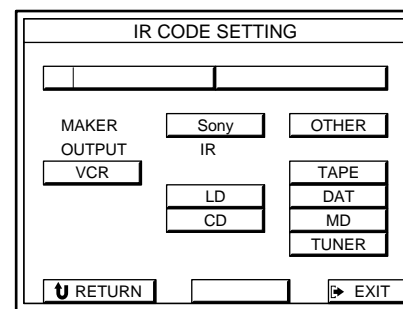 IR CODE SETTING
MAKER Sony OTHER
OUTPUT IR
VCR TAPE
LD DAT
CD MD
TUNER
RETURN EXIT